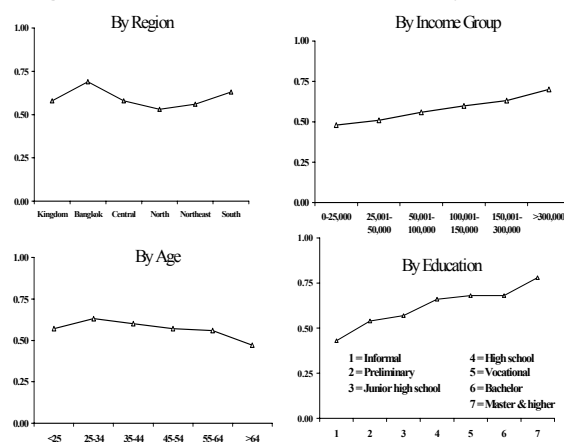 By Region
1.00
0.75
0.50
0.25
0.00
Kingdom Bangkok Central North Northeast South
By Income Group
1.00
0.75
0.50
0.25
0.00
0-25,000 25,001-50,000 50,001-100,000 100,001-150,000 150,001-300,000 >300,000
By Age
1.00
0.75
0.50
0.25
0.00
<25 25-34 35-44 45-54 55-64 >64
By Education
1.00
0.75
0.50
0.25
0.00
1 = Informal
2 = Preliminary
3 = Junior high school
4 = High school
5 = Vocational
6 = Bachelor
7 = Master & higher
1 2 3 4 5 6 7